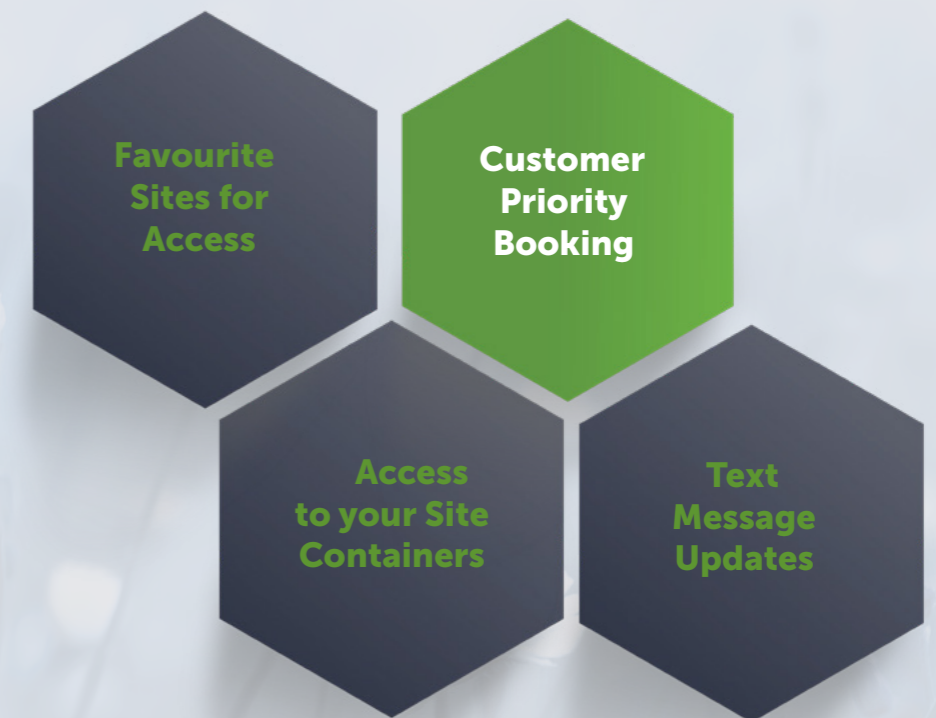 Favourite
Sites for
Access
Customer
Priority
Booking
Access
to your Site
Containers
Text
Message
Updates